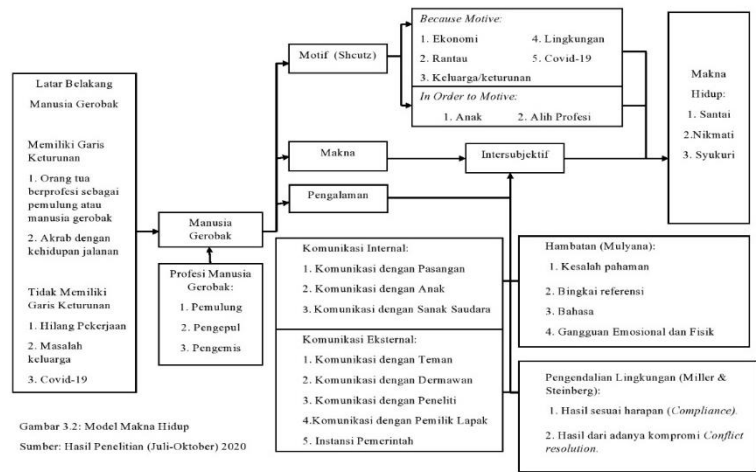 Latar Belakang
Manusia Gerobak
Memiliki Garis
Keturunan
1. Orang tua
berprofesi sebagai
pemulung atau
manusia gerobak
2. Akrab dengan
kehidupan jalanan
Tidak Memiliki
Garis Keturunan
1. Hilang Pekerjaan
2. Masalah
keluarga
3. Covid-19
Manusia
Gerobak
Profesi Manusia
Gerobak:
1. Pemulung
2. Pengepul
3. Pengemis
Motif (Shcutz)
Makna
Pengalaman
Because Motive:
1. Ekonomi
2. Rantau
3. Keluarga/keturunan
4. Lingkungan
5. Covid-19
In Order to Motive:
1. Anak 2. Alih Profesi
Intersubjektif
Makna
Hidup:
1. Santai
2.Nikmati
3. Syukuri
Komunikasi Internal:
1. Komunikasi dengan Pasangan
2. Komunikasi dengan Anak
3. Komunikasi dengan Sanak Saudara
Komunikasi Eksternal:
1. Komunikasi dengan Teman
2. Komunikasi dengan Dermawan
3. Komunikasi dengan Peneliti
4.Komunikasi dengan Pemilik Lapak
5. Instansi Pemerintah
Hambatan (Mulyana):
1. Kesalah pahaman
2. Bingkai referensi
3. Bahasa
4. Gangguan Emosional dan Fisik
Pengendalian Lingkungan (Miller &
Steinberg):
1. Hasil sesuai harapan (Compliance).
2. Hasil dari adanya kompromi Conflict
resolution.
Gambar 3.2: Model Makna Hidup
Sumber: Hasil Penelitian (Juli-Oktober) 2020